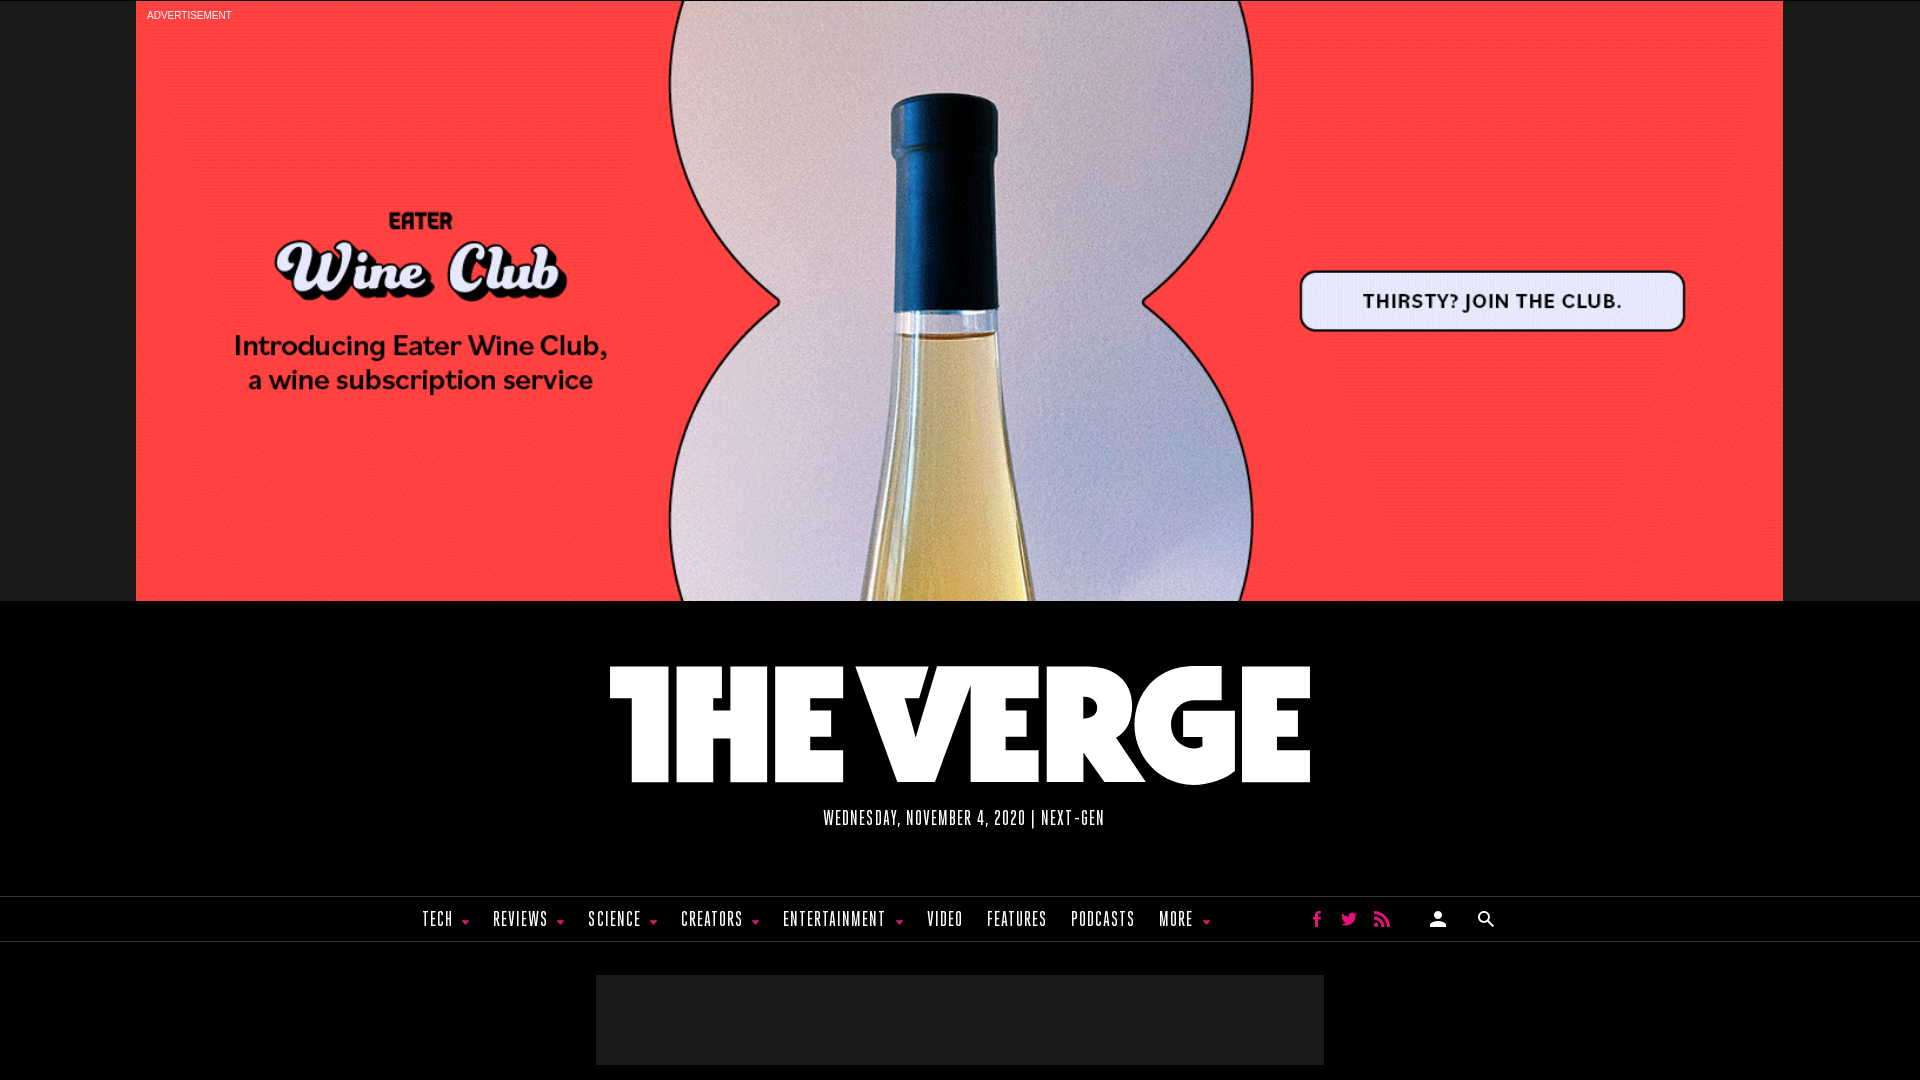 ADVERTISEMENT
EATER
Wine Club
Introducing Eater Wine Club,
a wine subscription service
THIRSTY? JOIN THE CLUB.
THE VERGE
WEDNESDAY, NOVEMBER 4, 2020 | NEXT-GEN
TECH REVIEWS SCIENCE CREATORS ENTERTAINMENT VIDEO FEATURES PODCASTS MORE